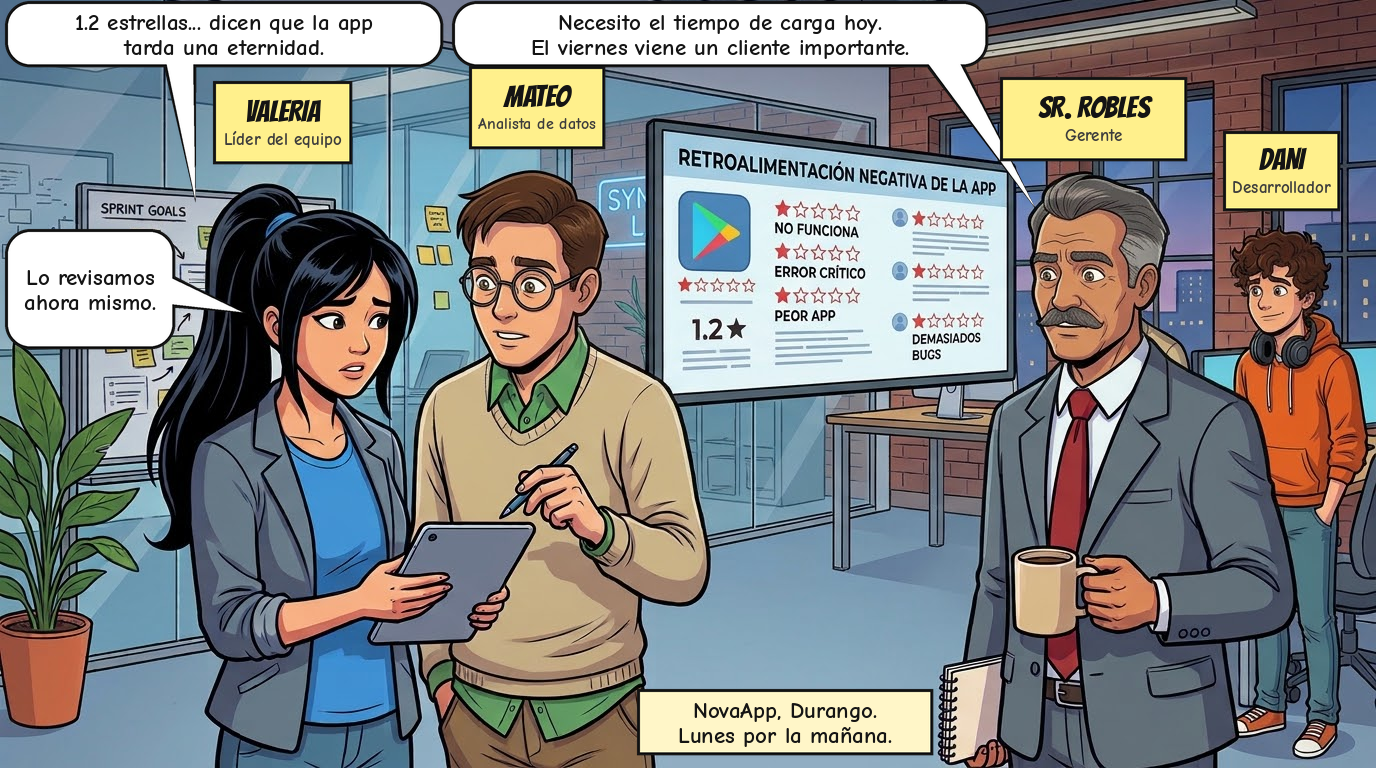 1.2 estrellas... dicen que la app
tarda una eternidad.
Necesito el tiempo de carga hoy.
El viernes viene un cliente importante.
VALERIA
Líder del equipo
MATEO
Analista de datos
SR. ROBLES
Gerente
DANI
Desarrollador
SPRINT GOALS
Lo revisamos
ahora mismo.
RETROALIMENTACIÓN NEGATIVA DE LA APP
NO FUNCIONA
ERROR CRÍTICO
PEOR APP
1.2★
DEMASIADOS
BUGS
NovaApp, Durango.
Lunes por la mañana.